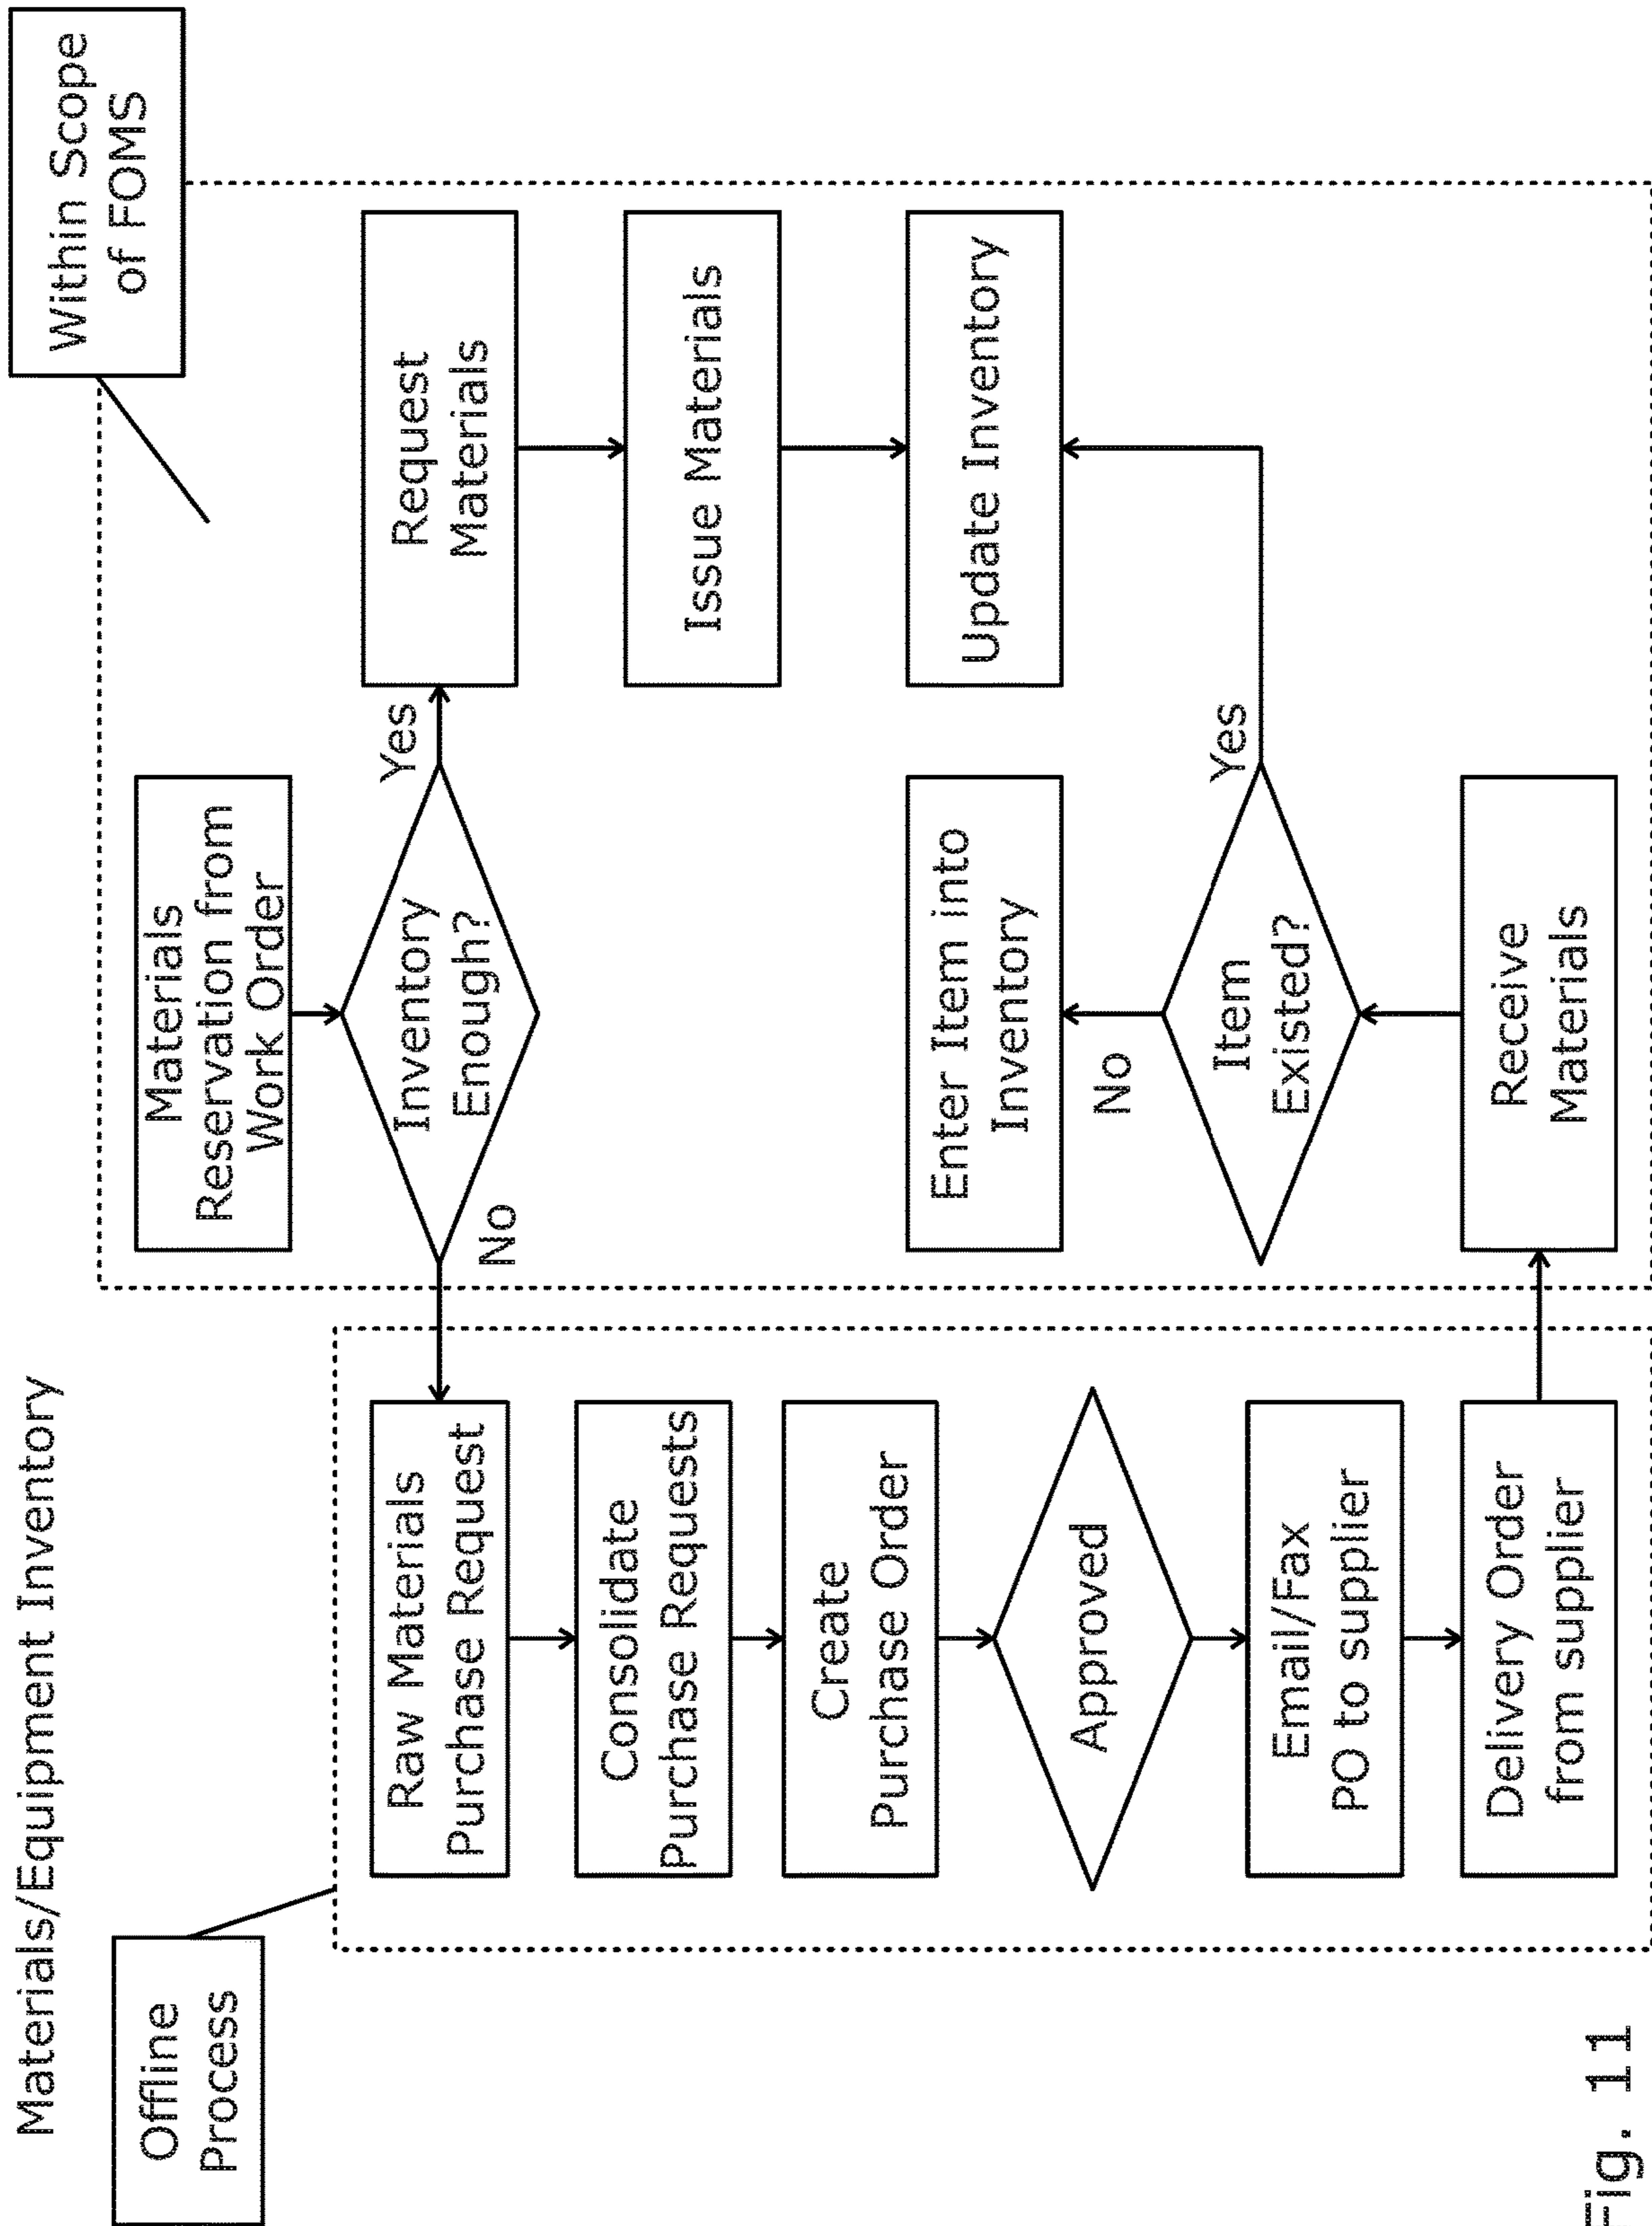 Materials/Equipment Inventory
Offline
Process
Within Scope
of FOMS
Materials
Reservation from
Work Order
Inventory
Enough?
Yes
No
Request
Materials
Issue Materials
Update Inventory
Raw Materials
Purchase Request
Consolidate
Purchase Requests
Create
Purchase Order
Approved
Email/Fax
PO to supplier
Delivery Order
from supplier
Enter Item into
Inventory
No
Item
Existed?
Yes
Receive
Materials
Fig. 11